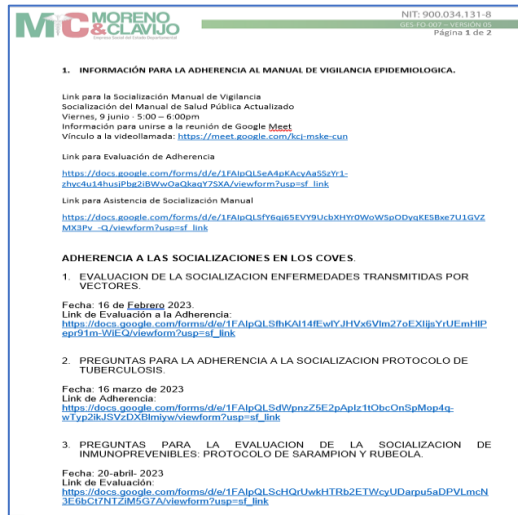 MORENO
&CLAVIJO
Empresa Social del Estado Departamental
NIT: 900.034.131-8
GES-FO-007 – VERSIÓN 05
Página 1 de 2
1. INFORMACIÓN PARA LA ADHERENCIA AL MANUAL DE VIGILANCIA EPIDEMIOLOGICA.
Link para la Socialización Manual de Vigilancia
Socialización del Manual de Salud Pública Actualizado
Viernes, 9 junio · 5:00 – 6:00pm
Información para unirse a la reunión de Google Meet
Vínculo a la videollamada: https://meet.google.com/kcj-mske-cun
Link para Evaluación de Adherencia
https://docs.google.com/forms/d/e/1FAIpQLSeA4pKAcyAaSSzYr1-
zhyc4u14husjPbg2iBWwOaQkaqY7SXA/viewform?usp=sf_link
Link para Asistencia de Socialización Manual
https://docs.google.com/forms/d/e/1FAIpQLSfY6qj65EVY9UcbXHYr0WoWSpODyqKESBxe7U1GVZ
MX3Pv_-Q/viewform?usp=sf_link
ADHERENCIA A LAS SOCIALIZACIONES EN LOS COVES.
1. EVALUACION DE LA SOCIALIZACION ENFERMEDADES TRANSMITIDAS POR
VECTORES.
Fecha: 16 de Febrero 2023.
Link de Evaluación a la Adherencia:
https://docs.google.com/forms/d/e/1FAIpQLSfhKAI14fEwIYJHVx6VIm27oEXIijsYrUEmHIP
epr91m-WiEQ/viewform?usp=sf_link
2. PREGUNTAS PARA LA ADHERENCIA A LA SOCIALIZACION PROTOCOLO DE
TUBERCULOSIS.
Fecha: 16 marzo de 2023
Link de Adherencia:
https://docs.google.com/forms/d/e/1FAIpQLSdWpnzZ5E2pApIz1tObcOnSpMop4q-
wTyp2ikJSVzDXBImiyw/viewform?usp=sf_link
3. PREGUNTAS PARA LA EVALUACION DE LA SOCIALIZACION DE
INMUNOPREVENIBLES: PROTOCOLO DE SARAMPION Y RUBEOLA.
Fecha: 20-abril- 2023
Link de Evaluación:
https://docs.google.com/forms/d/e/1FAIpQLScHQrUwkHTRb2ETWcyUDarpu5aDPVLmcN
3E6bCt7NTZiM5G7A/viewform?usp=sf_link